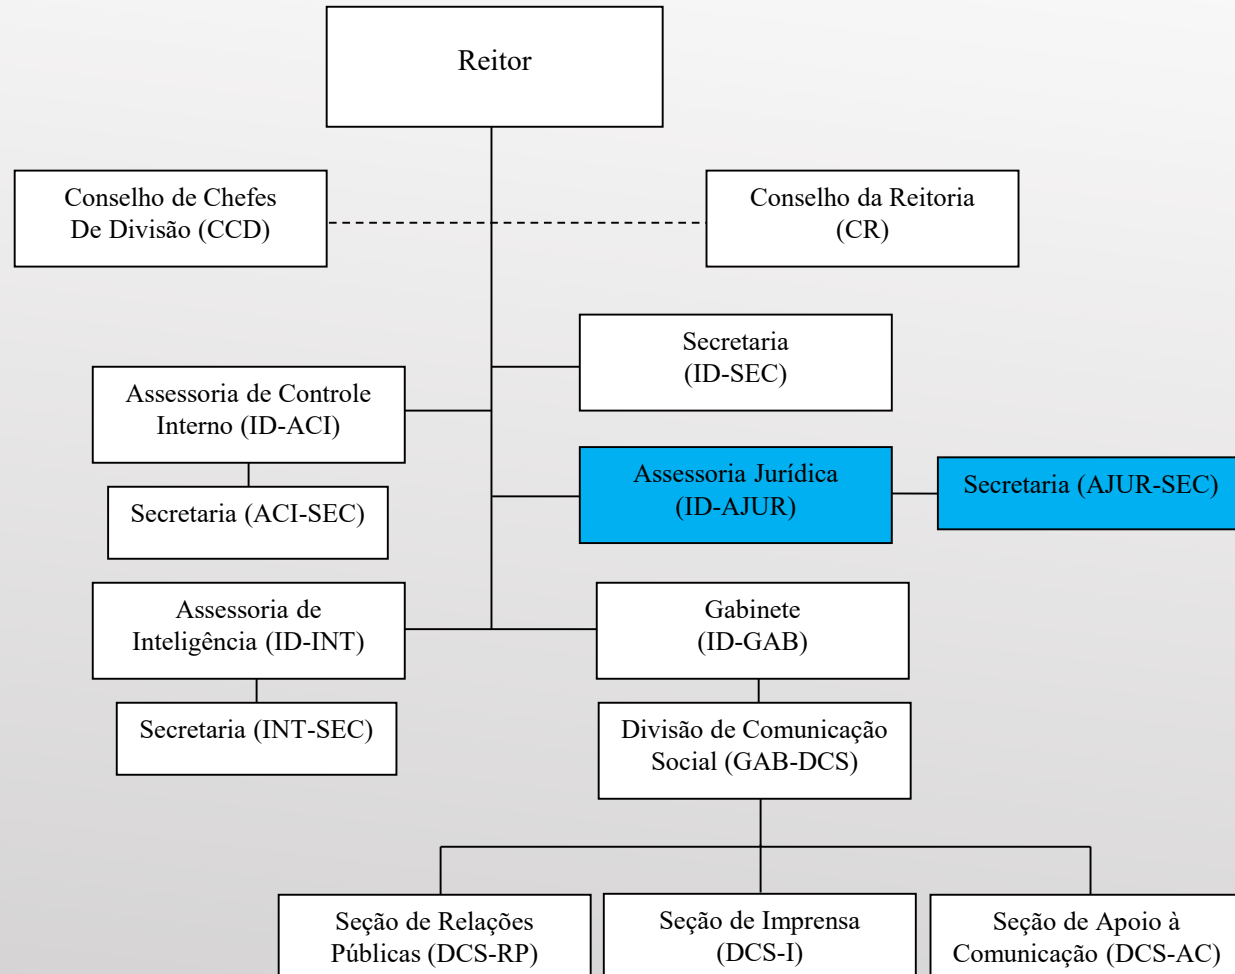 Reitor
Conselho de Chefes
De Divisão (CCD)
Conselho da Reitoria
(CR)
Secretaria
(ID-SEC)
Assessoria de Controle
Interno (ID-ACI)
Assessoria Jurídica
(ID-AJUR)
Secretaria (AJUR-SEC)
Secretaria (ACI-SEC)
Assessoria de
Inteligência (ID-INT)
Gabinete
(ID-GAB)
Secretaria (INT-SEC)
Divisão de Comunicação
Social (GAB-DCS)
Seção de Relações
Públicas (DCS-RP)
Seção de Imprensa
(DCS-I)
Seção de Apoio à
Comunicação (DCS-AC)